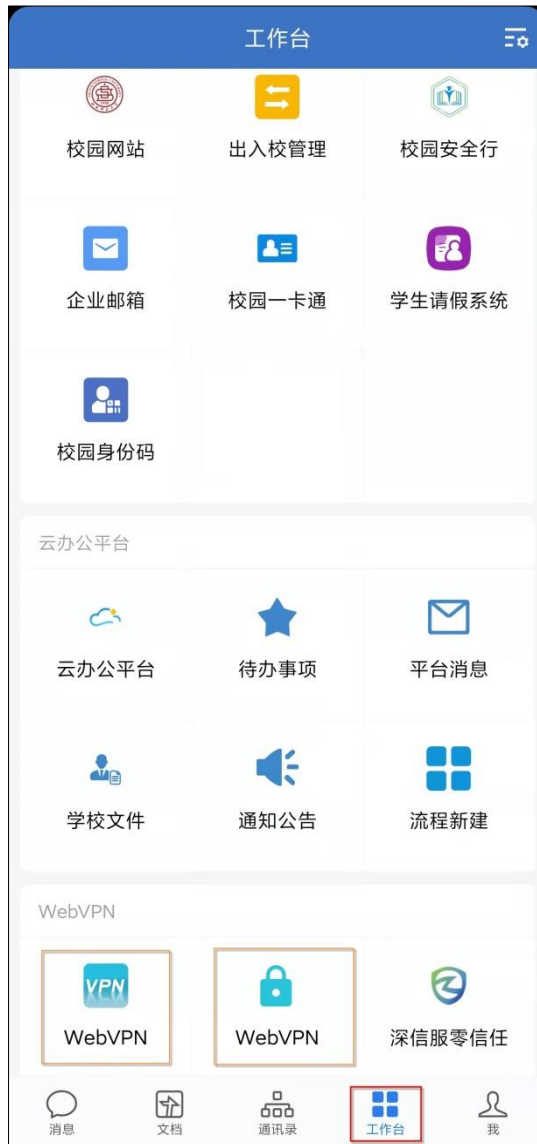 工作台
校园网站 出入校管理 校园安全行
企业邮箱 校园一卡通 学生请假系统
校园身份码
云办公平台
云办公平台 待办事项 平台消息
学校文件 通知公告 流程新建
WebVPN
VPN
WebVPN WebVPN 深信服零信任
消息 文档 通讯录 工作台 我